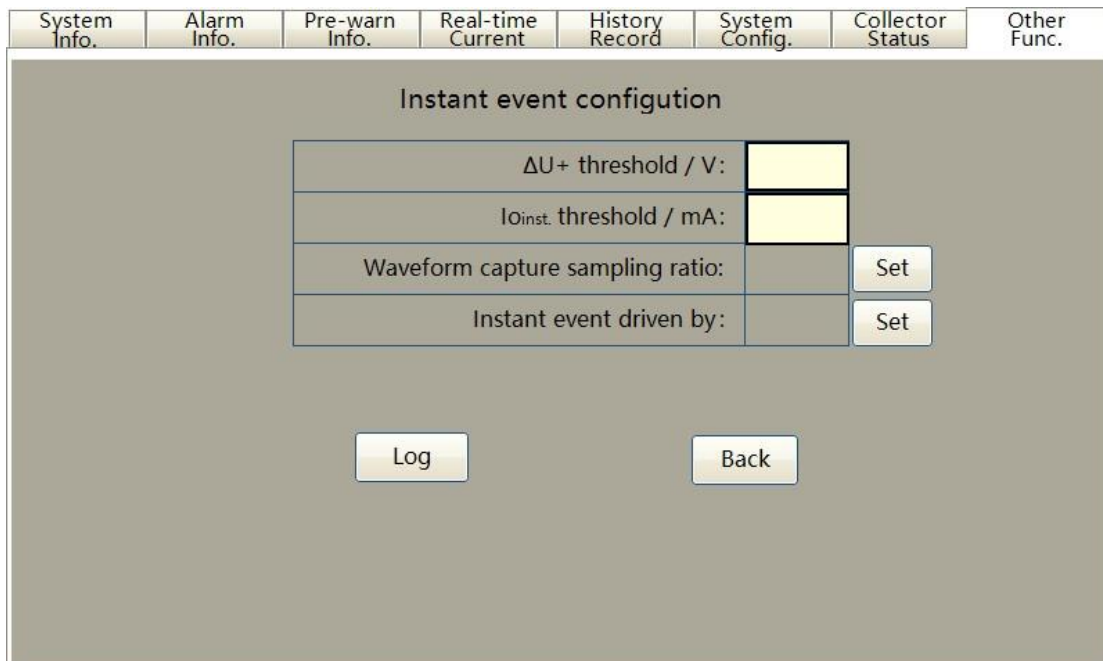 System Info.
Alarm Info.
Pre-warn Info.
Real-time Current
History Record
System Config.
Collector Status
Other Func.
Instant event configution
ΔU+ threshold / V:
Ioinst. threshold / mA:
Waveform capture sampling ratio:
Set
Instant event driven by:
Set
Log
Back